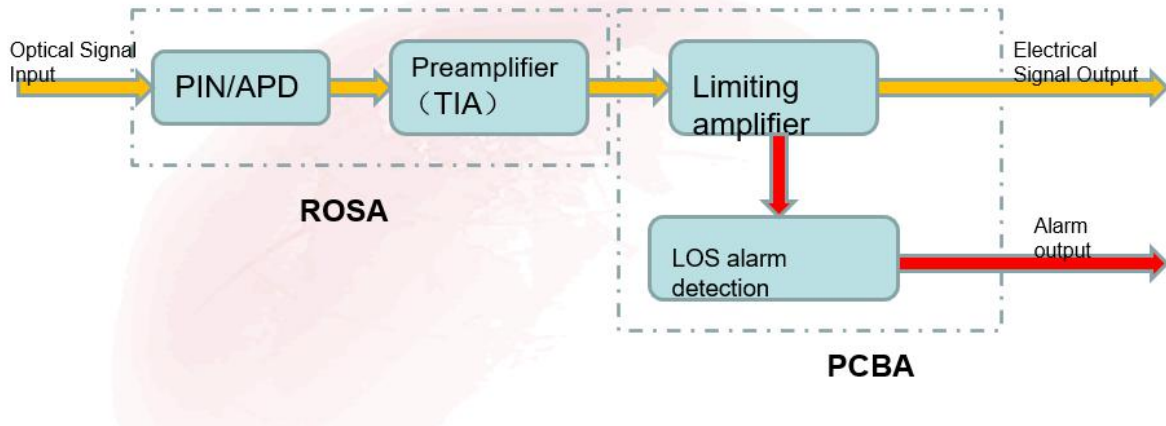 Optical Signal
Input
PIN/APD
Preamplifier
（TIA）
Limiting
amplifier
Electrical
Signal Output
ROSA
LOS alarm
detection
Alarm
output
PCBA